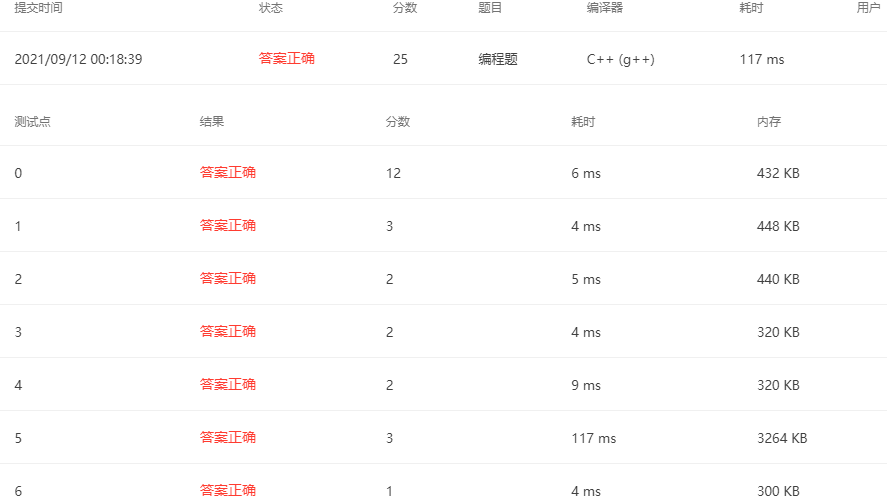 提交时间 状态 分数 题目 编译器 耗时 用户
2021/09/12 00:18:39 答案正确 25 编程题 C++ (g++) 117 ms
测试点 结果 分数 耗时 内存
0 答案正确 12 6 ms 432 KB
1 答案正确 3 4 ms 448 KB
2 答案正确 2 5 ms 440 KB
3 答案正确 2 4 ms 320 KB
4 答案正确 2 9 ms 320 KB
5 答案正确 3 117 ms 3264 KB
6 答案正确 1 4 ms 300 KB